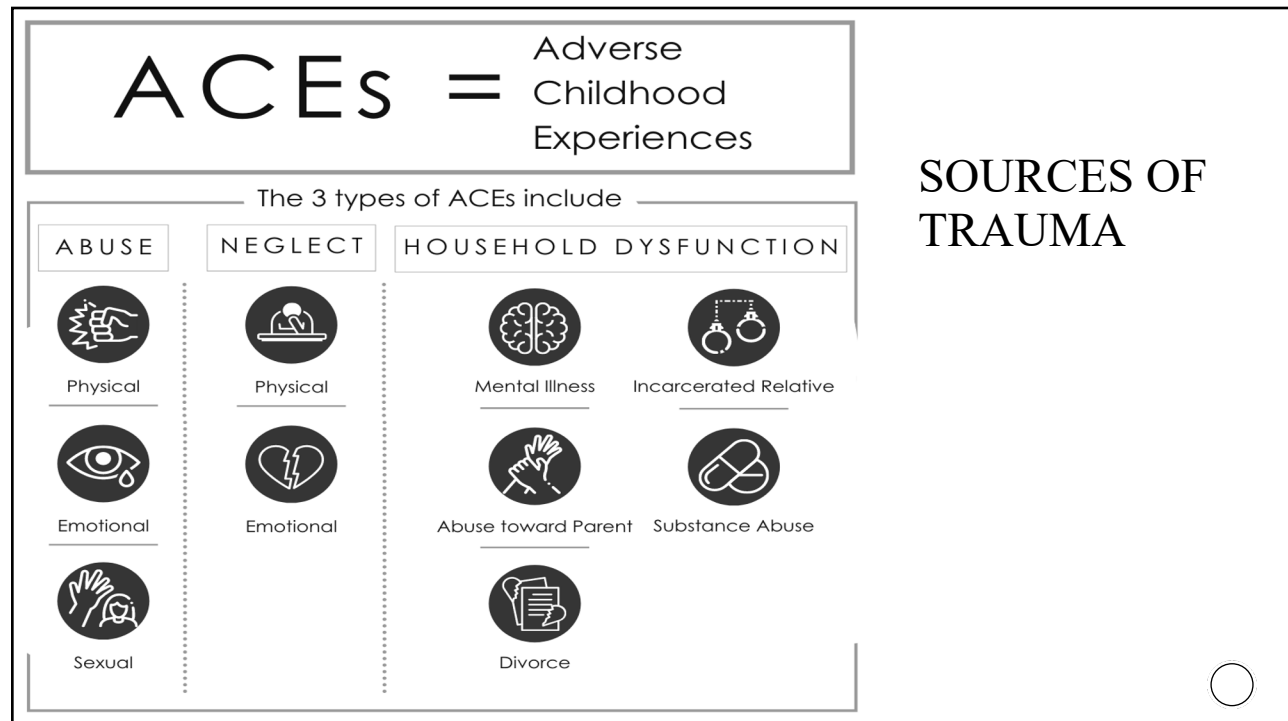 ACEs =
Adverse
Childhood
Experiences
SOURCES OF
TRAUMA
The 3 types of ACEs include
ABUSE
NEGLECT
HOUSEHOLD DYSFUNCTION
Physical
Emotional
Sexual
Physical
Emotional
Mental Illness
Incarcerated Relative
Abuse toward Parent
Substance Abuse
Divorce